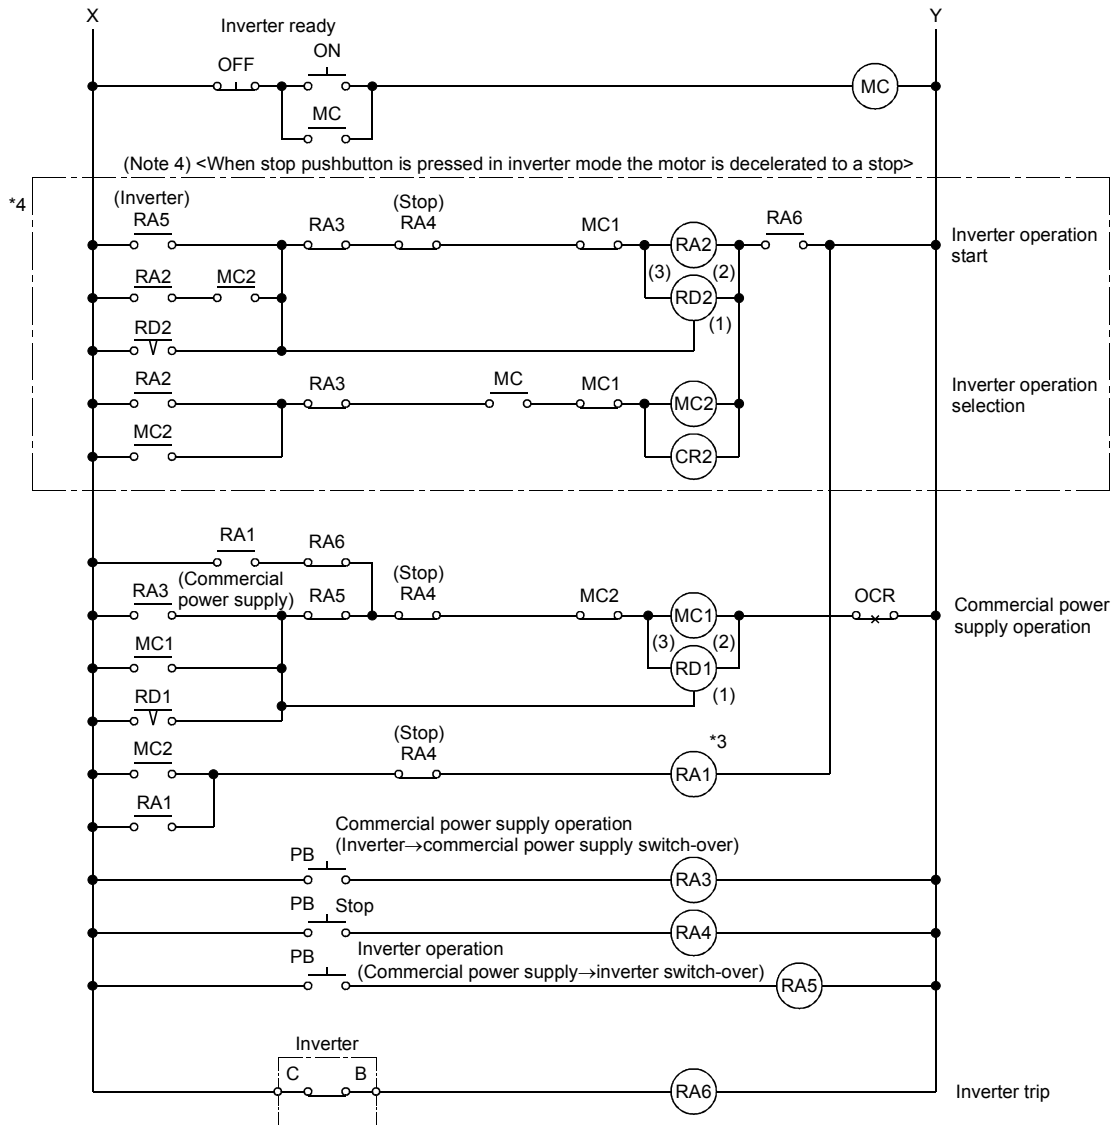 X
Y
Inverter ready
OFF
ON
MC
MC
(Note 4) <When stop pushbutton is pressed in inverter mode the motor is decelerated to a stop>
*4
(Inverter)
RA5
RA3
(Stop)
RA4
MC1
RA2
RA6
Inverter operation
start
(3)
(2)
RA2
MC2
RD2
(1)
RD2
RA2
RA3
MC
MC1
MC2
Inverter operation
selection
MC2
CR2
RA1
RA6
RA3
(Commercial
power supply)
RA5
(Stop)
RA4
MC2
MC1
OCR
Commercial power
supply operation
(3)
(2)
MC1
RD1
(1)
RD1
MC2
(Stop)
RA4
*3
RA1
RA1
Commercial power supply operation
(Inverter→commercial power supply switch-over)
PB
RA3
PB
Stop
RA4
Inverter operation
(Commercial power supply→inverter switch-over)
PB
RA5
Inverter
C
B
RA6
Inverter trip